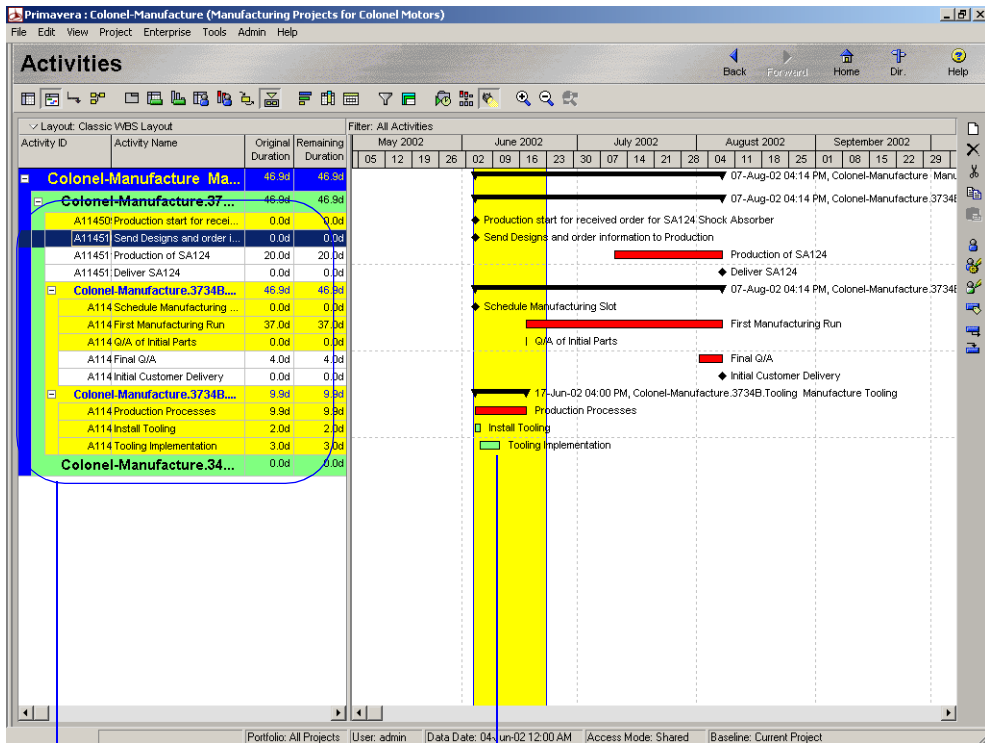 Primavera : Colonel-Manufacture (Manufacturing Projects for Colonel Motors)
File Edit View Project Enterprise Tools Admin Help
Activities
Back Forward Home Dir. Help
Layout: Classic WBS Layout
Filter: All Activities
Activity ID Activity Name Original Duration Remaining Duration
May 2002 June 2002 July 2002 August 2002 September 2002
05 12 19 26 02 09 16 23 30 07 14 21 28 04 11 18 25 01 08 15 22 29
Colonel-Manufacture Ma... 46.9d 46.9d 07-Aug-02 04:14 PM, Colonel-Manufacture Manu
Colonel-Manufacture.37... 46.9d 46.9d 07-Aug-02 04:14 PM, Colonel-Manufacture.3734B
A11450 Production start for recei... 0.0d 0.0d Production start for received order for SA124 Shock Absorber
A11451 Send Designs and order i... 0.0d 0.0d Send Designs and order information to Production
A11451 Production of SA124 20.0d 20.0d Production of SA124
A11451 Deliver SA124 0.0d 0.0d Deliver SA124
Colonel-Manufacture.3734B.... 46.9d 46.9d 07-Aug-02 04:14 PM, Colonel-Manufacture.3734B
A114 Schedule Manufacturing ... 0.0d 0.0d Schedule Manufacturing Slot
A114 First Manufacturing Run 37.0d 37.0d First Manufacturing Run
A114 Q/A of Initial Parts 0.0d 0.0d Q/A of Initial Parts
A114 Final Q/A 4.0d 4.0d Final Q/A
A114 Initial Customer Delivery 0.0d 0.0d Initial Customer Delivery
Colonel-Manufacture.3734B.... 9.9d 9.9d 17-Jun-02 04:00 PM, Colonel-Manufacture.3734B.Tooling Manufacture Tooling
A114 Production Processes 9.9d 9.9d Production Processes
A114 Install Tooling 2.0d 2.0d Install Tooling
A114 Tooling Implementation 3.0d 3.0d Tooling Implementation
Colonel-Manufacture.34... 0.0d 0.0d
Portfolio: All Projects User: admin Data Date: 04-Jun-02 12:00 AM Access Mode: Shared Baseline: Current Project